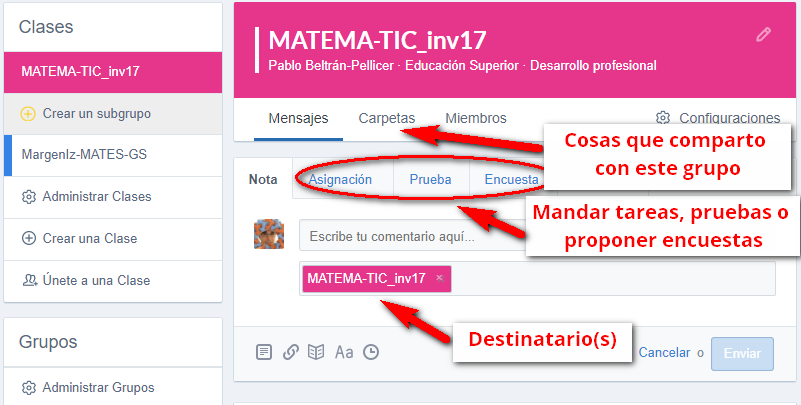 Clases
MATEMA-TIC_inv17
Crear un subgrupo
MargenIz-MATES-GS
Administrar Clases
Crear una Clase
Únete a una Clase
Grupos
Administrar Grupos
MATEMA-TIC_inv17
Pablo Beltrán-Pellicer · Educación Superior · Desarrollo profesional
Mensajes Carpetas Miembros Configuraciones
Cosas que comparto
con este grupo
Nota Asignación Prueba Encuesta
Mandar tareas, pruebas o
proponer encuestas
Escribe tu comentario aquí...
MATEMA-TIC_inv17 ×
Destinatario(s)
Aa
Cancelar o Enviar